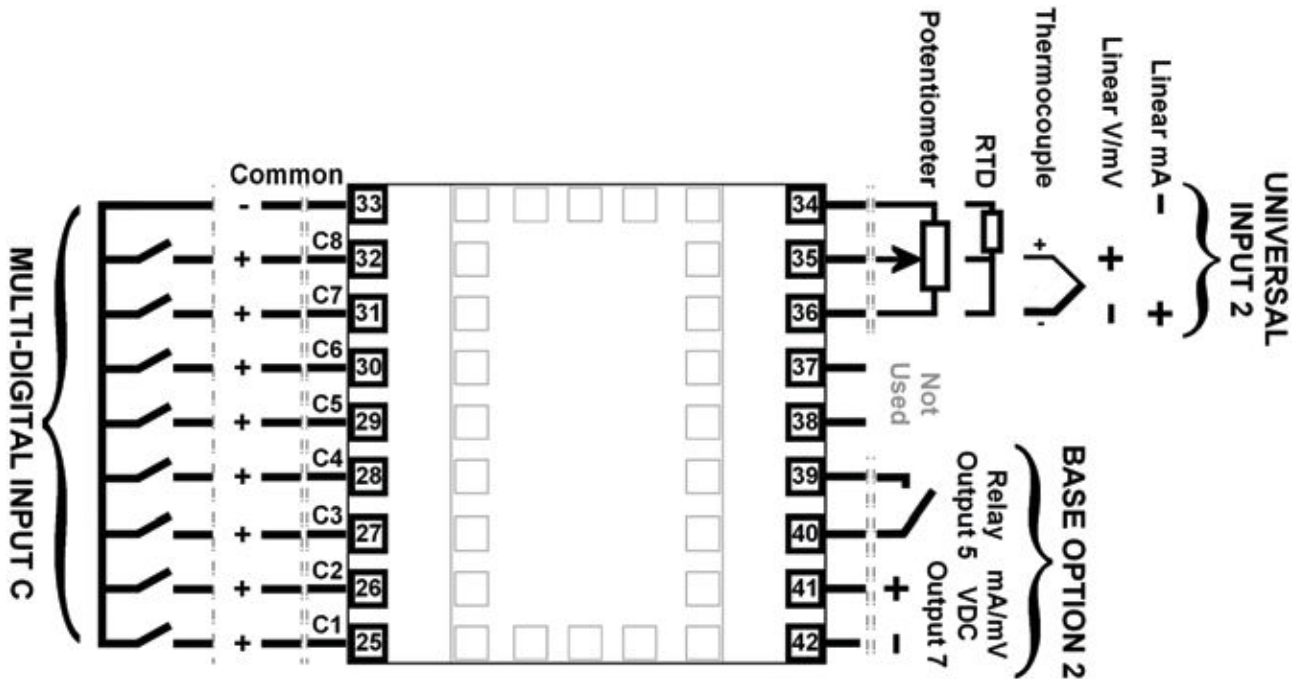 UNIVERSAL
INPUT 2
Linear mA
-
+
Linear V/mV
+
-
Thermocouple
+
-
RTD
Potentiometer
Common
33
-
C8
32
+
C7
31
+
C6
30
+
C5
29
+
C4
28
+
C3
27
+
C2
26
+
C1
25
+
MULTI-DIGITAL INPUT C
34
35
36
37
38
Not
Used
39
40
41
+
42
-
BASE OPTION 2
Relay
Output 5
mA/mV
VDC
Output 7